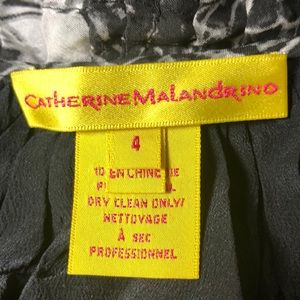 CATHERINE MALANDRINO
4
DRY CLEAN ONLY/
NETTOYAGE
À SEC
PROFESSIONNEL